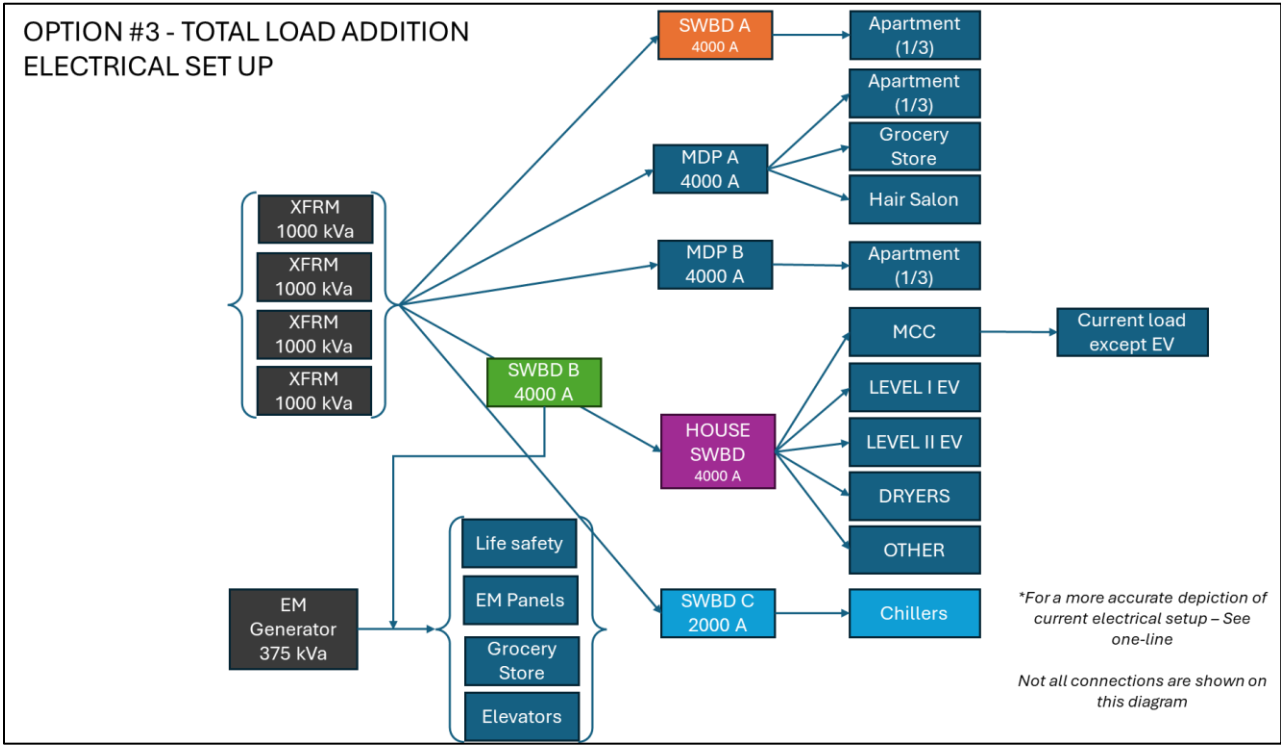 OPTION #3 - TOTAL LOAD ADDITION
ELECTRICAL SET UP
XFRM
1000 kVa
XFRM
1000 kVa
XFRM
1000 kVa
XFRM
1000 kVa
SWBD A
4000 A
Apartment
(1/3)
MDP A
4000 A
Apartment
(1/3)
Grocery
Store
Hair Salon
MDP B
4000 A
Apartment
(1/3)
SWBD B
4000 A
HOUSE
SWBD
4000 A
MCC
Current load
except EV
LEVEL I EV
LEVEL II EV
DRYERS
OTHER
SWBD C
2000 A
Chillers
EM
Generator
375 kVa
Life safety
EM Panels
Grocery
Store
Elevators
*For a more accurate depiction of
current electrical setup – See
one-line
Not all connections are shown on
this diagram